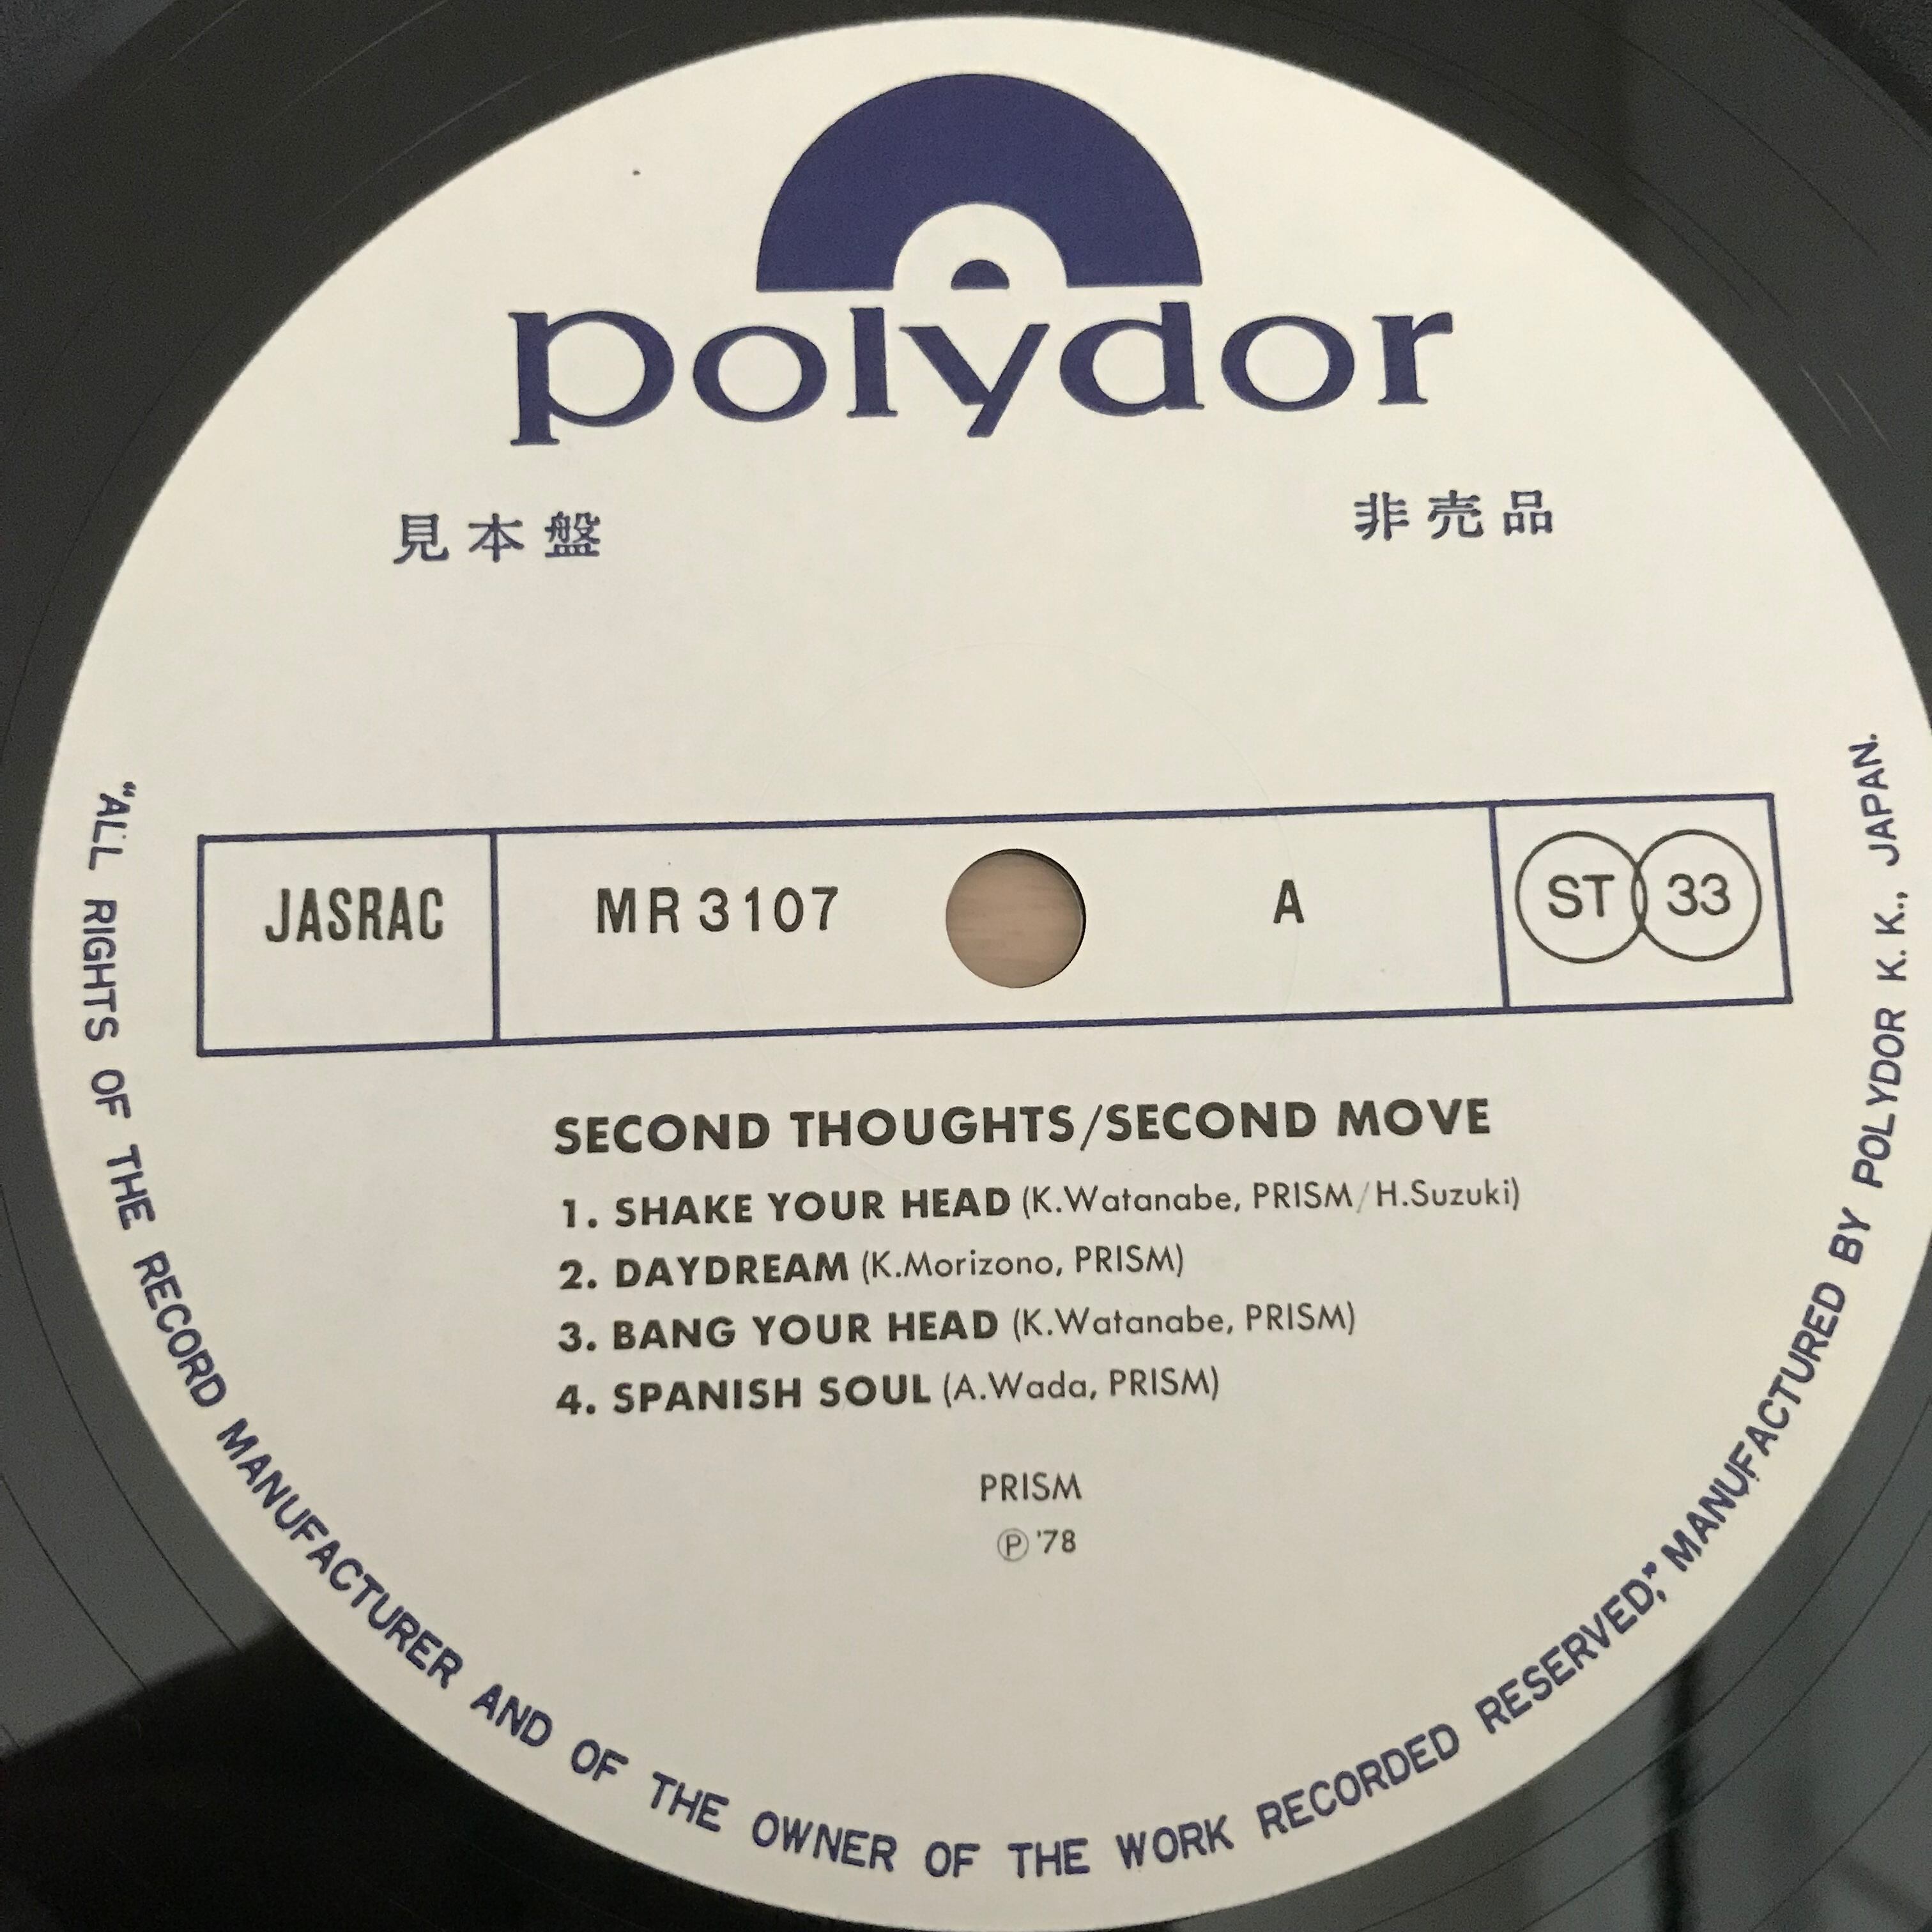 polydor
見本盤
非売品
JASRAC
MR 3107
A
ST 33
SECOND THOUGHTS/SECOND MOVE
1. SHAKE YOUR HEAD (K.Watanabe, PRISM/H.Suzuki)
2. DAYDREAM (K.Morizono, PRISM)
3. BANG YOUR HEAD (K.Watanabe, PRISM)
4. SPANISH SOUL (A.Wada, PRISM)
PRISM
Ⓟ '78
"ALL RIGHTS OF THE RECORD MANUFACTURER AND OF THE OWNER OF THE WORK RECORDED RESERVED," MANUFACTURED BY POLYDOR K.K., JAPAN.